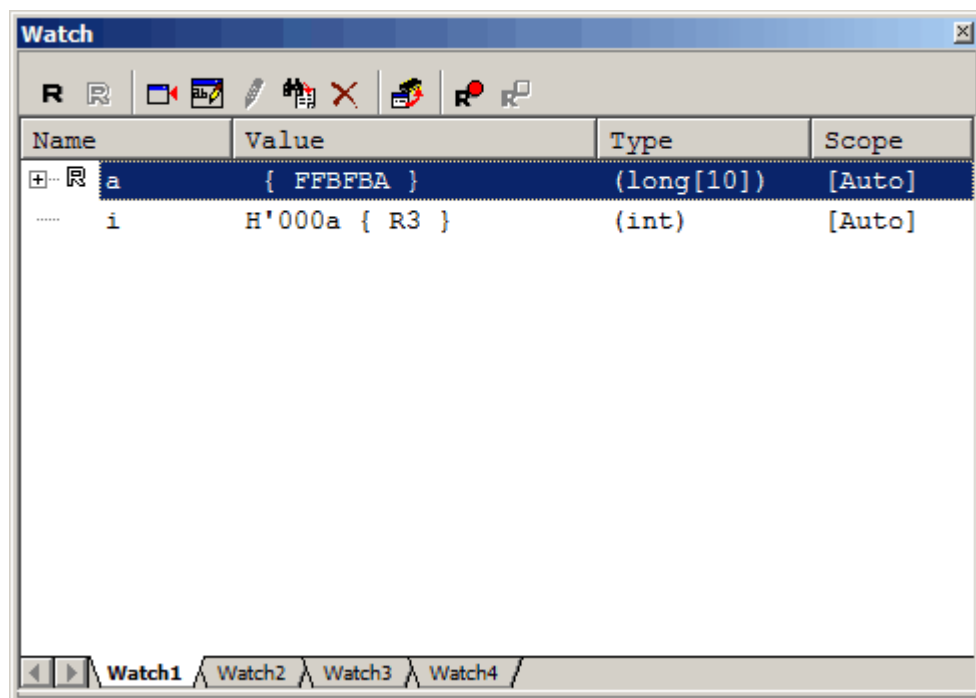 Watch
R R R R
Name Value Type Scope
R a { FFBFBA } (long[10]) [Auto]
i H'000a { R3 } (int) [Auto]
Watch1 Watch2 Watch3 Watch4